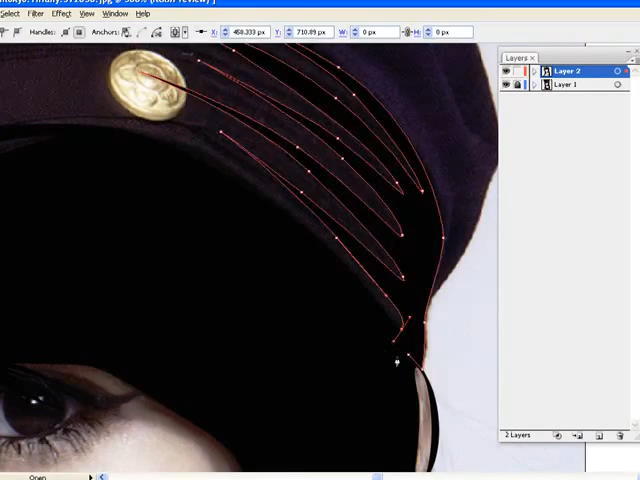 Select Filter Effect View Window Help
Handles: Anchors: X: 450.333 px Y: 710.89 px W: 0 px H: 0 px
Layers
Layer 2
Layer 1
2 Layers
Open